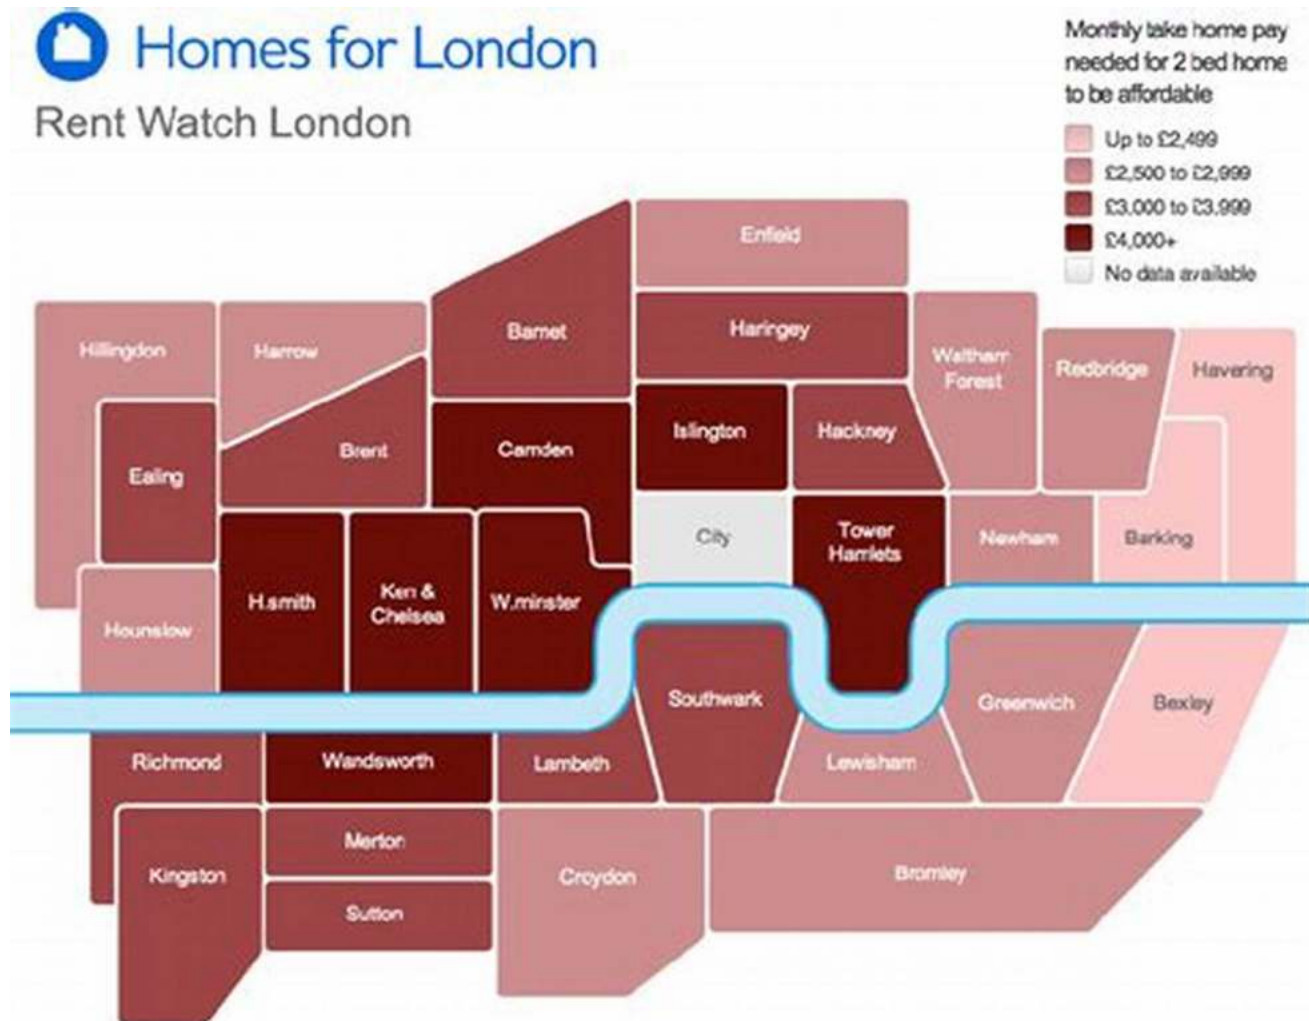 Homes for London
Rent Watch London
Monthly take home pay
needed for 2 bed home
to be affordable
Up to £2,499
£2,500 to £2,999
£3,000 to £3,999
£4,000+
No data available
Enfield
Barnet
Haringey
Hillingdon
Harrow
Waltham
Forest
Redbridge
Havering
Ealing
Brent
Camden
Islington
Hackney
City
Tower
Hamlets
Newham
Barking
Hounslow
H.smith
Ken &
Chelsea
W.minster
Southwark
Greenwich
Bexley
Richmond
Wandsworth
Lambeth
Lewisham
Kingston
Merton
Sutton
Croydon
Bromley